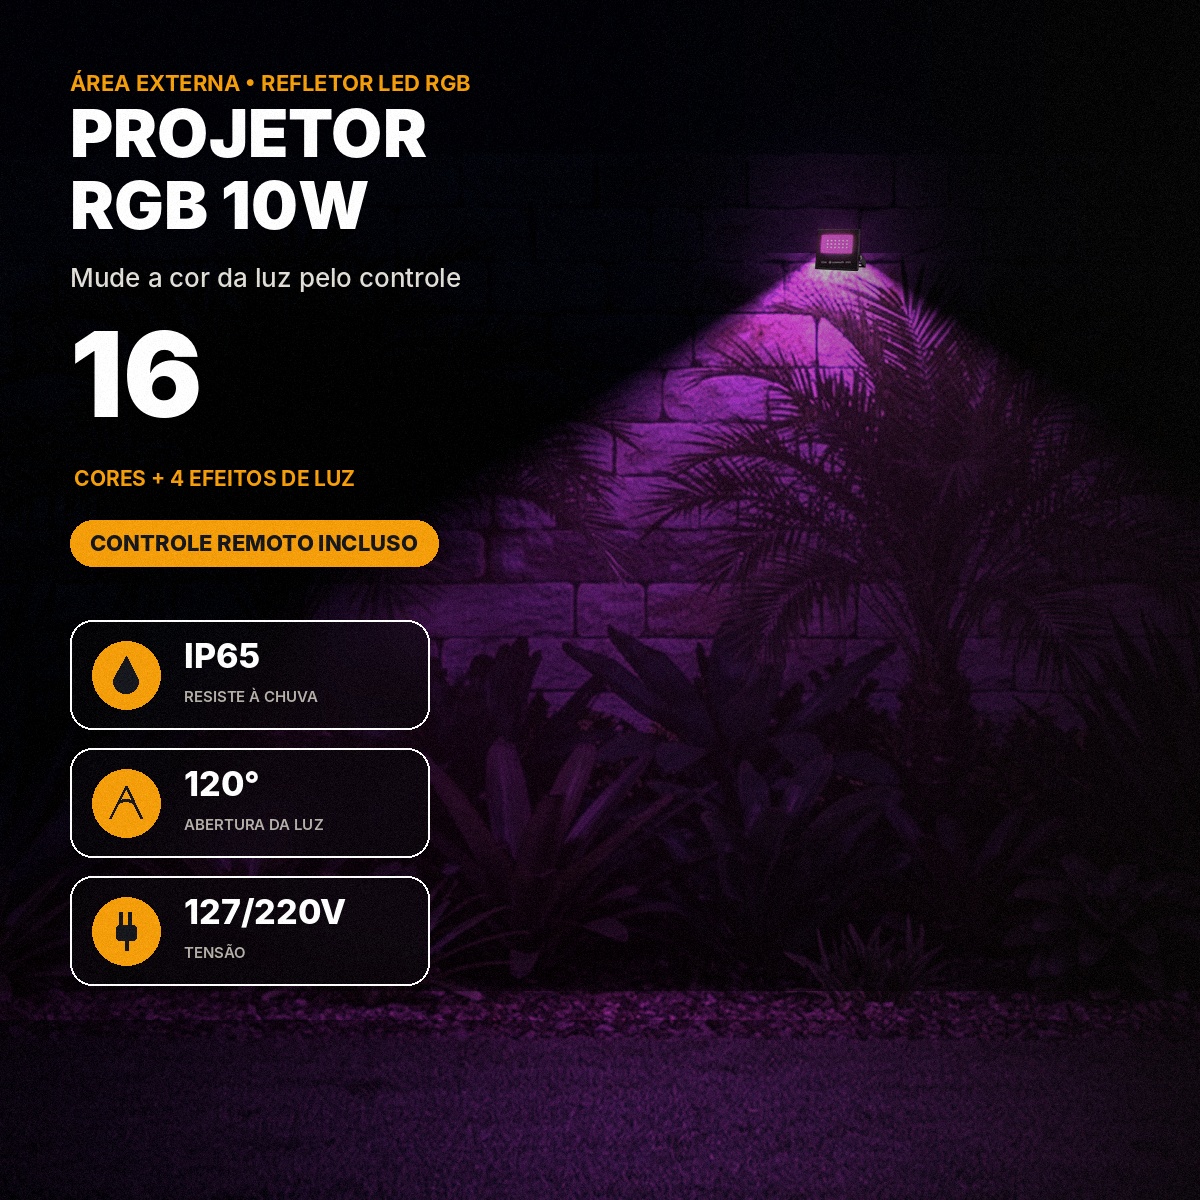 ÁREA EXTERNA • REFLETOR LED RGB
PROJETOR
RGB 10W
Mude a cor da luz pelo controle
16
CORES + 4 EFEITOS DE LUZ
CONTROLE REMOTO INCLUSO
IP65
RESISTE À CHUVA
120°
ABERTURA DA LUZ
127/220V
TENSÃO